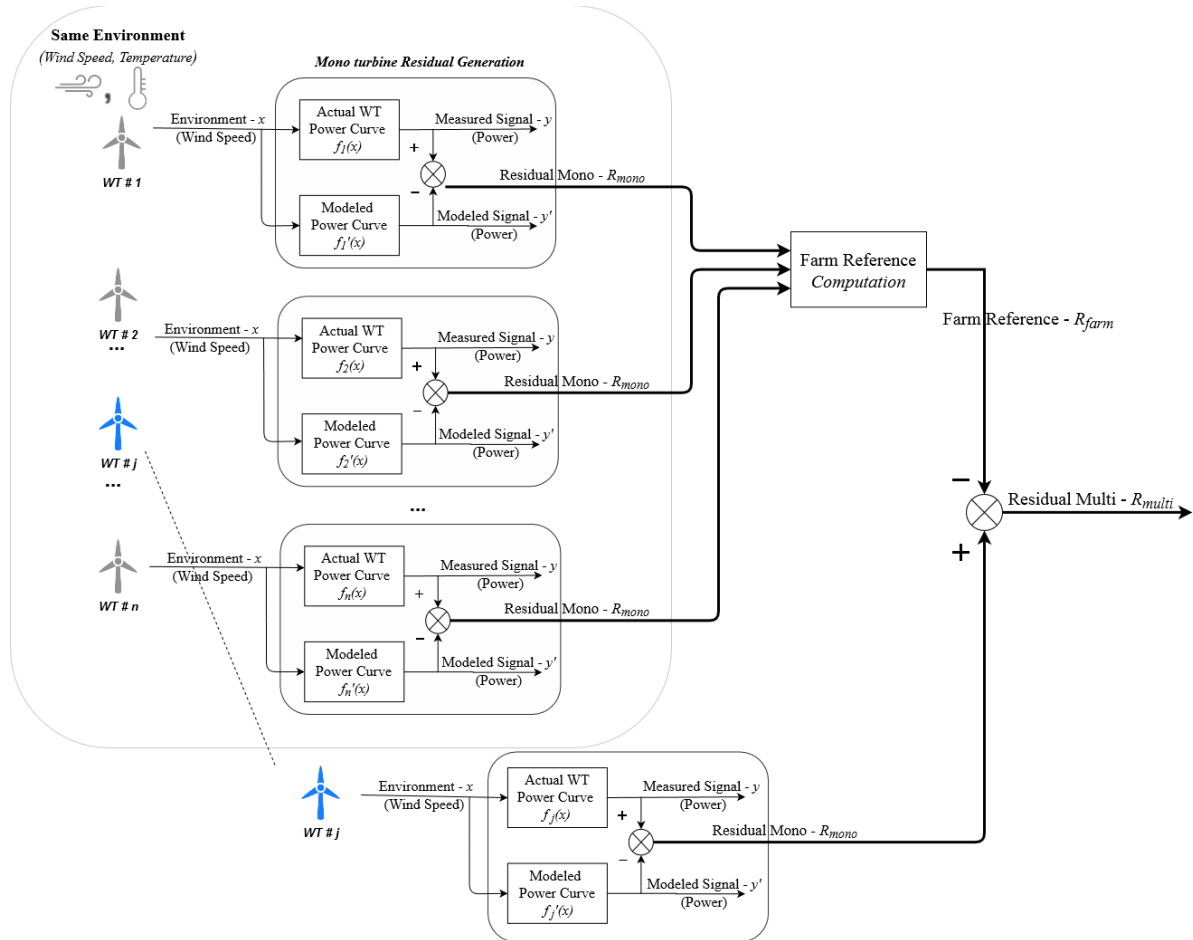 Same Environment
(Wind Speed, Temperature)
,
WT # 1
Mono turbine Residual Generation
Environment - x
(Wind Speed)
Actual WT
Power Curve
f1(x)
Measured Signal - y
(Power)
+
Residual Mono - Rmono
-
Modeled
Power Curve
f1'(x)
Modeled Signal - y'
(Power)
WT # 2
...
Environment - x
(Wind Speed)
Actual WT
Power Curve
f2(x)
Measured Signal - y
(Power)
+
Residual Mono - Rmono
-
Modeled
Power Curve
f2'(x)
Modeled Signal - y'
(Power)
WT # j
...
...
WT # n
Environment - x
(Wind Speed)
Actual WT
Power Curve
fn(x)
Measured Signal - y
(Power)
+
Residual Mono - Rmono
-
Modeled
Power Curve
fn'(x)
Modeled Signal - y'
(Power)
Farm Reference
Computation
Farm Reference - Rfarm
-
Residual Multi - Rmulti
+
WT # j
Environment - x
(Wind Speed)
Actual WT
Power Curve
fj(x)
Measured Signal - y
(Power)
+
Residual Mono - Rmono
-
Modeled
Power Curve
fj'(x)
Modeled Signal - y'
(Power)